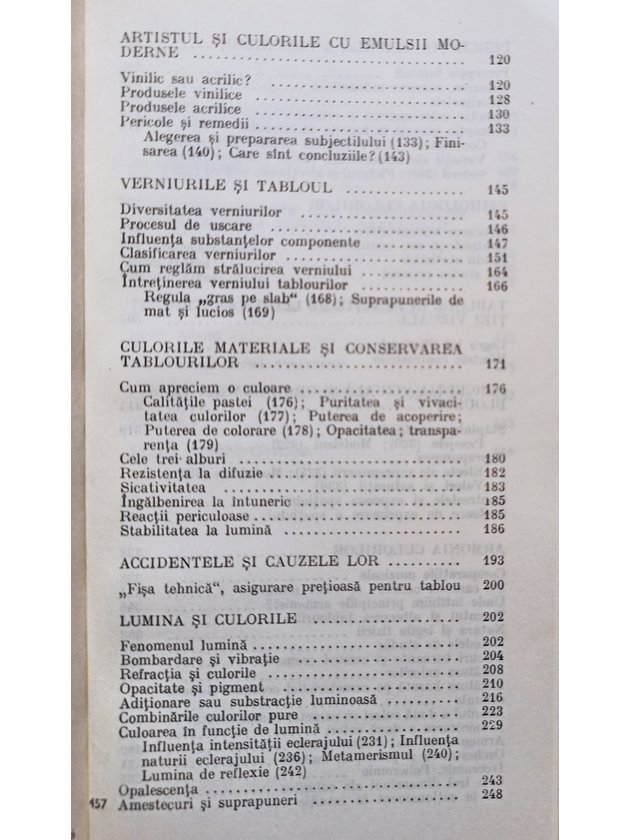 ARTISTUL ȘI CULORILE CU EMULSII MO-
DERNE . . . . . . . . . . . . . . . . . . . . 120
Vinilic sau acrilic? . . . . . . . . . . . . . . . . . . . . 120
Produsele vinilice . . . . . . . . . . . . . . . . . . . . 128
Produsele acrilice . . . . . . . . . . . . . . . . . . . . 130
Pericole și remedii . . . . . . . . . . . . . . . . . . . . 133
Alegerea și prepararea subjectilului (133); Fini-
sarea (140); Care sînt concluziile? (143)
VERNIURILE ȘI TABLOUL . . . . . . . . . . 145
Diversitatea verniurilor . . . . . . . . . . . . . . . . 145
Procesul de uscare . . . . . . . . . . . . . . . . . . . . 146
Influența substanțelor componente . . . . . . . . . . 147
Clasificarea verniurilor . . . . . . . . . . . . . . . . 151
Cum reglăm strălucirea verniului . . . . . . . . . . 164
Întreținerea verniului tablourilor . . . . . . . . . . 166
Regula „gras pe slab“ (168); Suprapunerile de
mat și lucios (169)
CULORILE MATERIALE ȘI CONSERVAREA
TABLOURILOR . . . . . . . . . . . . . . . . . . . . 171
Cum apreciem o culoare . . . . . . . . . . . . . . . . 176
Calitățile pastei (176); Puritatea și vivaci-
tatea culorilor (177); Puterea de acoperire;
Puterea de colorare (178); Opacitatea; transpa-
rența (179)
Cele trei alburi . . . . . . . . . . . . . . . . . . . . 180
Rezistența la difuzie . . . . . . . . . . . . . . . . . . 182
Sicativitatea . . . . . . . . . . . . . . . . . . . . 183
Îngălbenirea la întuneric . . . . . . . . . . . . . . . . 185
Reacții periculoase . . . . . . . . . . . . . . . . . . . . 185
Stabilitatea la lumină . . . . . . . . . . . . . . . . . . 186
ACCIDENTELE ȘI CAUZELE LOR . . . . . . . . 193
„Fișa tehnică“, asigurare prețioasă pentru tablou 200
LUMINA ȘI CULORILE . . . . . . . . . . . . . . 202
Fenomenul lumină . . . . . . . . . . . . . . . . . . . . 202
Bombardare și vibrație . . . . . . . . . . . . . . . . 204
Refracția și culorile . . . . . . . . . . . . . . . . . . 208
Opacitate și pigment . . . . . . . . . . . . . . . . . . 210
Adiționare sau substracție luminoasă . . . . . . . . 216
Combinările culorilor pure . . . . . . . . . . . . . . 223
Culoarea în funcție de lumină . . . . . . . . . . . . 229
Influența intensității eclerajului (231); Influența
naturii eclerajului (236); Metamerismul (240);
Lumina de reflexie (242)
Opalescența . . . . . . . . . . . . . . . . . . . . 243
457 Amestecuri și suprapuneri . . . . . . . . . . . . . . 248